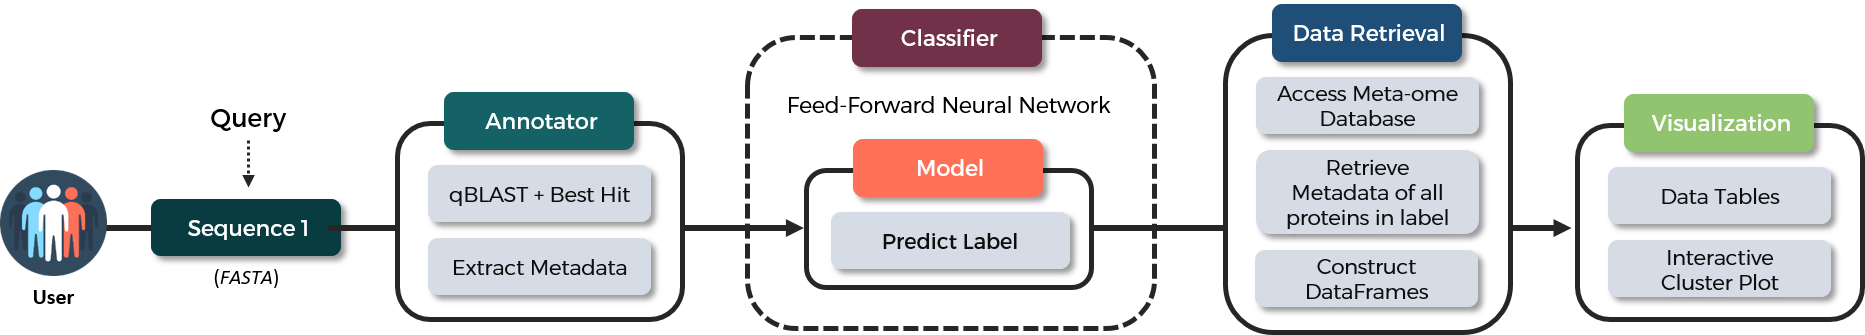 User
Query
Sequence 1
(FASTA)
Annotator
qBLAST + Best Hit
Extract Metadata
Classifier
Feed-Forward Neural Network
Model
Predict Label
Data Retrieval
Access Meta-ome
Database
Retrieve
Metadata of all
proteins in label
Construct
DataFrames
Visualization
Data Tables
Interactive
Cluster Plot